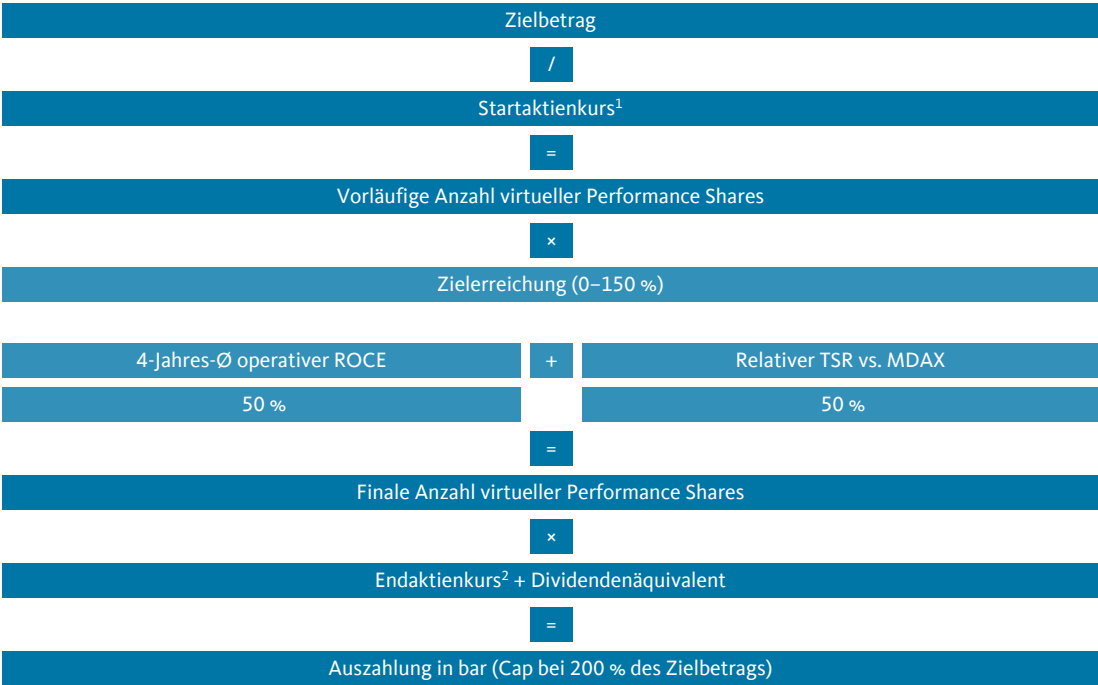 Zielbetrag
/
Startaktienkurs¹
=
Vorläufige Anzahl virtueller Performance Shares
×
Zielerreichung (0–150 %)
4-Jahres-Ø operativer ROCE + Relativer TSR vs. MDAX
50 % 50 %
=
Finale Anzahl virtueller Performance Shares
×
Endaktienkurs² + Dividendenäquivalent
=
Auszahlung in bar (Cap bei 200 % des Zielbetrags)